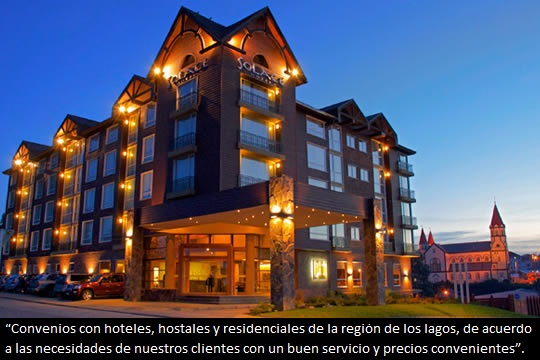 SOLACE
SOLACE
“Convenios con hoteles, hostales y residenciales de la región de los lagos, de acuerdo
a las necesidades de nuestros clientes con un buen servicio y precios convenientes”.